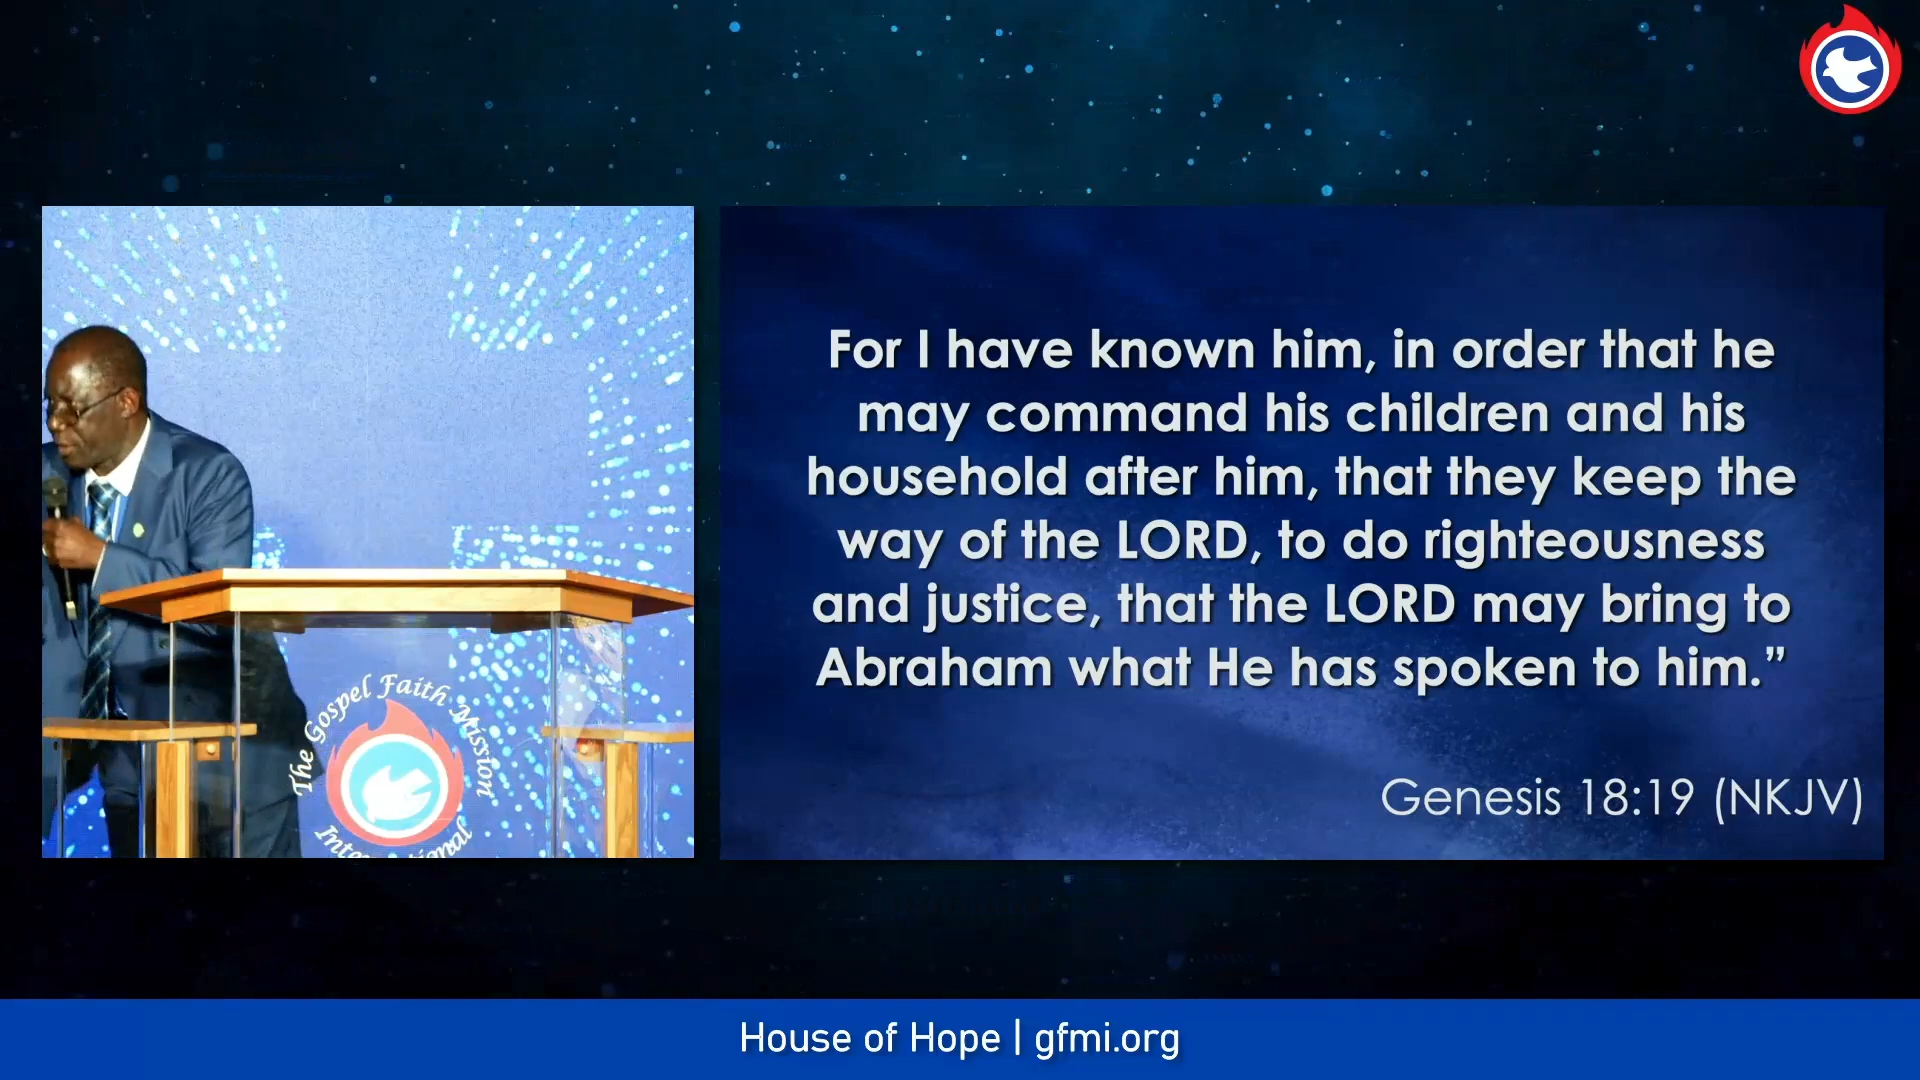 The Gospel Faith Mission
International
For I have known him, in order that he
may command his children and his
household after him, that they keep the
way of the LORD, to do righteousness
and justice, that the LORD may bring to
Abraham what He has spoken to him.”
Genesis 18:19 (NKJV)
House of Hope | gfmi.org